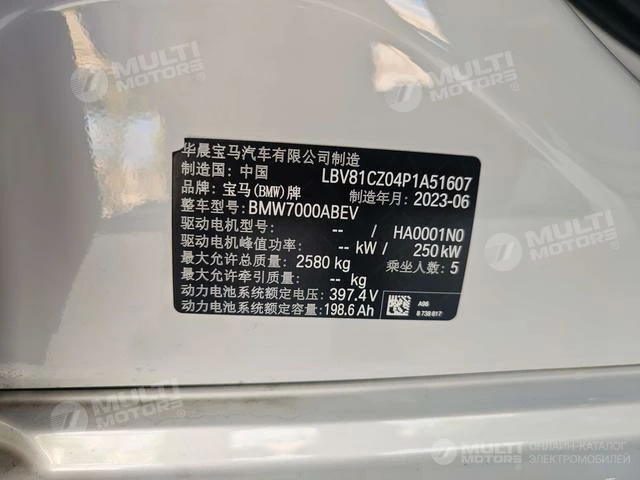 MULTI
MOTORS
MULTI
MOTORS
华晨宝马汽车有限公司制造
制造国: 中国 LBV81CZ04P1A51607
品牌: 宝马(BMW)牌 制造年月: 2023-06
整车型号: BMW7000ABEV
驱动电机型号: -- / HA0001N0
驱动电机峰值功率: -- kW / 250 kW
最大允许总质量: 2580 kg 乘坐人数: 5
最大允许牵引质量: -- kg
动力电池系统额定电压: 397.4 V
动力电池系统额定容量: 198.6 Ah
A96
8 738 817
MULTI
MOTORS
MULTI
MOTORS
ОНЛАЙН-КАТАЛОГ
ЭЛЕКТРОМОБИЛЕЙ